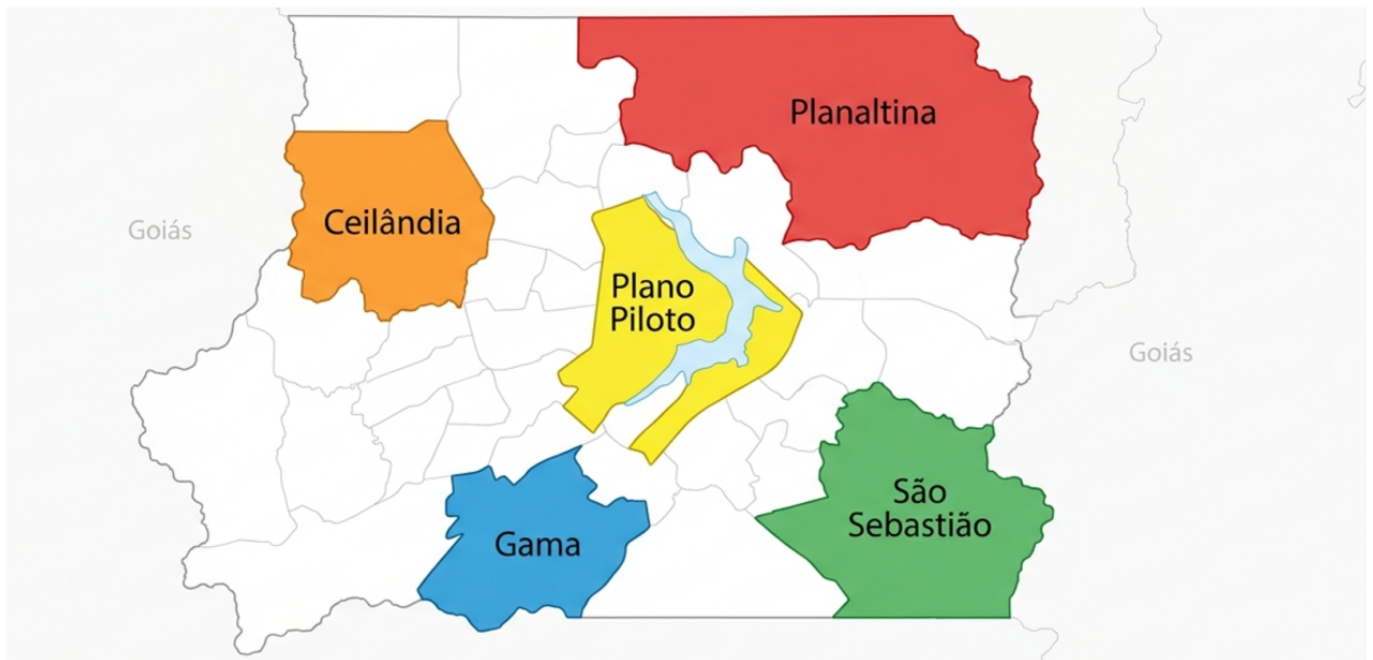 Planaltina
Goiás
Ceilândia
Plano
Piloto
Goiás
São
Sebastião
Gama